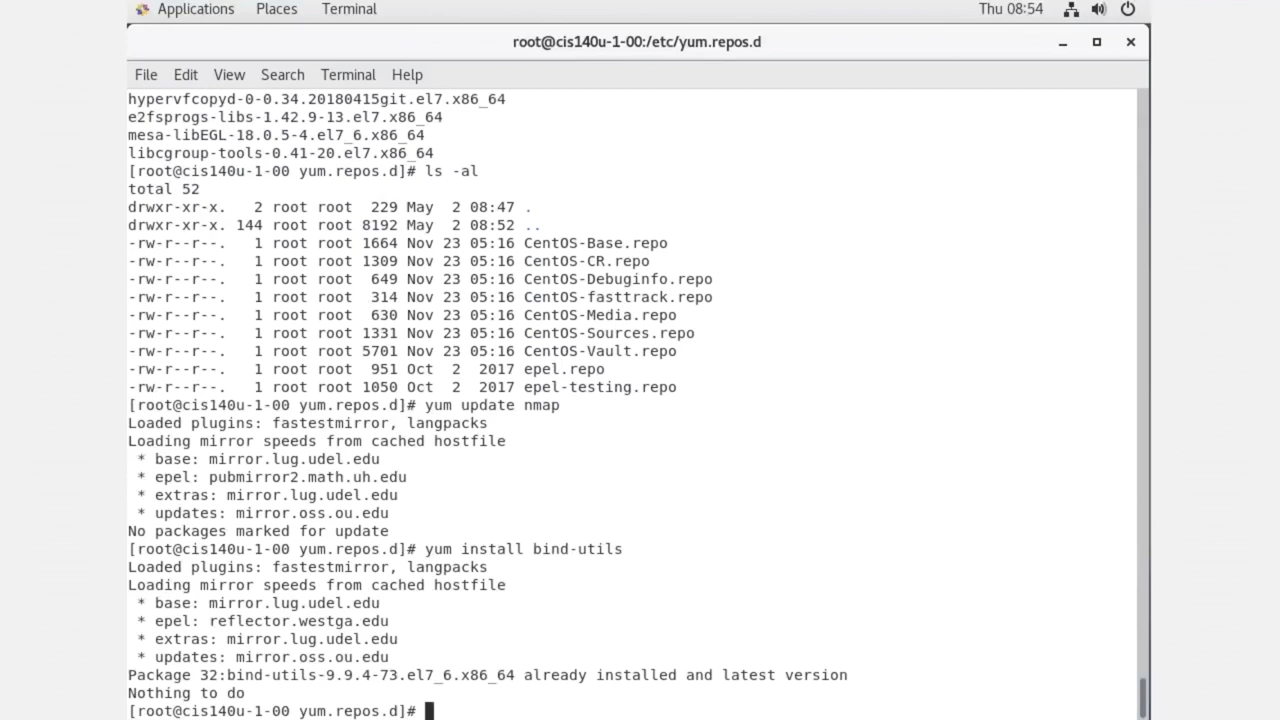 Applications Places Terminal Thu 08:54
root@cis140u-1-00:/etc/yum.repos.d
File Edit View Search Terminal Help
hypervfcopyd-0-0.34.20180415git.el7.x86_64
e2fsprogs-libs-1.42.9-13.el7.x86_64
mesa-libEGL-18.0.5-4.el7_6.x86_64
libcgroup-tools-0.41-20.el7.x86_64
[root@cis140u-1-00 yum.repos.d]# ls -al
total 52
drwxr-xr-x.   2 root root  229 May  2 08:47 .
drwxr-xr-x. 144 root root 8192 May  2 08:52 ..
-rw-r--r--.   1 root root 1664 Nov 23 05:16 CentOS-Base.repo
-rw-r--r--.   1 root root 1309 Nov 23 05:16 CentOS-CR.repo
-rw-r--r--.   1 root root  649 Nov 23 05:16 CentOS-Debuginfo.repo
-rw-r--r--.   1 root root  314 Nov 23 05:16 CentOS-fasttrack.repo
-rw-r--r--.   1 root root  630 Nov 23 05:16 CentOS-Media.repo
-rw-r--r--.   1 root root 1331 Nov 23 05:16 CentOS-Sources.repo
-rw-r--r--.   1 root root 5701 Nov 23 05:16 CentOS-Vault.repo
-rw-r--r--.   1 root root  951 Oct  2  2017 epel.repo
-rw-r--r--.   1 root root 1050 Oct  2  2017 epel-testing.repo
[root@cis140u-1-00 yum.repos.d]# yum update nmap
Loaded plugins: fastestmirror, langpacks
Loading mirror speeds from cached hostfile
 * base: mirror.lug.udel.edu
 * epel: pubmirror2.math.uh.edu
 * extras: mirror.lug.udel.edu
 * updates: mirror.oss.ou.edu
No packages marked for update
[root@cis140u-1-00 yum.repos.d]# yum install bind-utils
Loaded plugins: fastestmirror, langpacks
Loading mirror speeds from cached hostfile
 * base: mirror.lug.udel.edu
 * epel: reflector.westga.edu
 * extras: mirror.lug.udel.edu
 * updates: mirror.oss.ou.edu
Package 32:bind-utils-9.9.4-73.el7_6.x86_64 already installed and latest version
Nothing to do
[root@cis140u-1-00 yum.repos.d]#